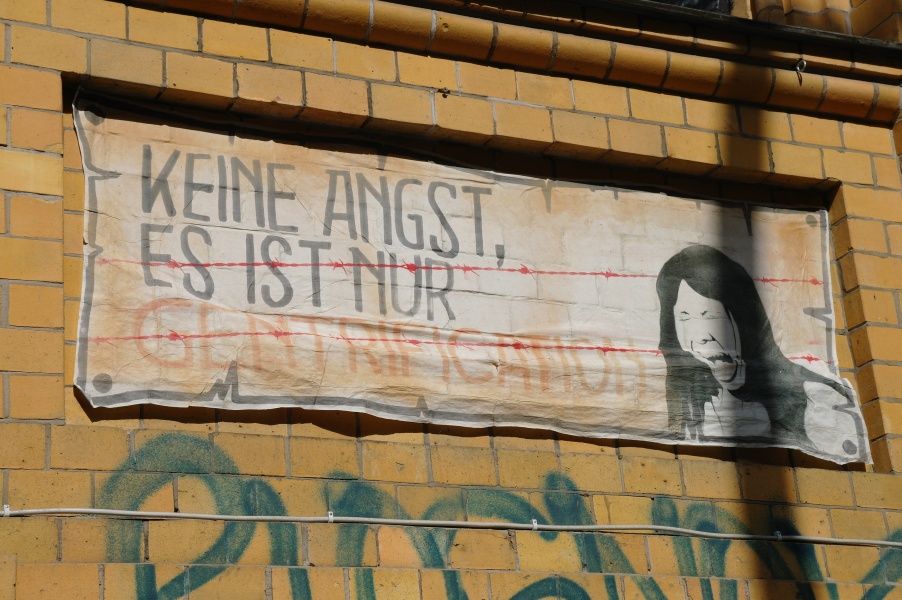 KEINE ANGST,
ES IST NUR
GENTRIFICATION